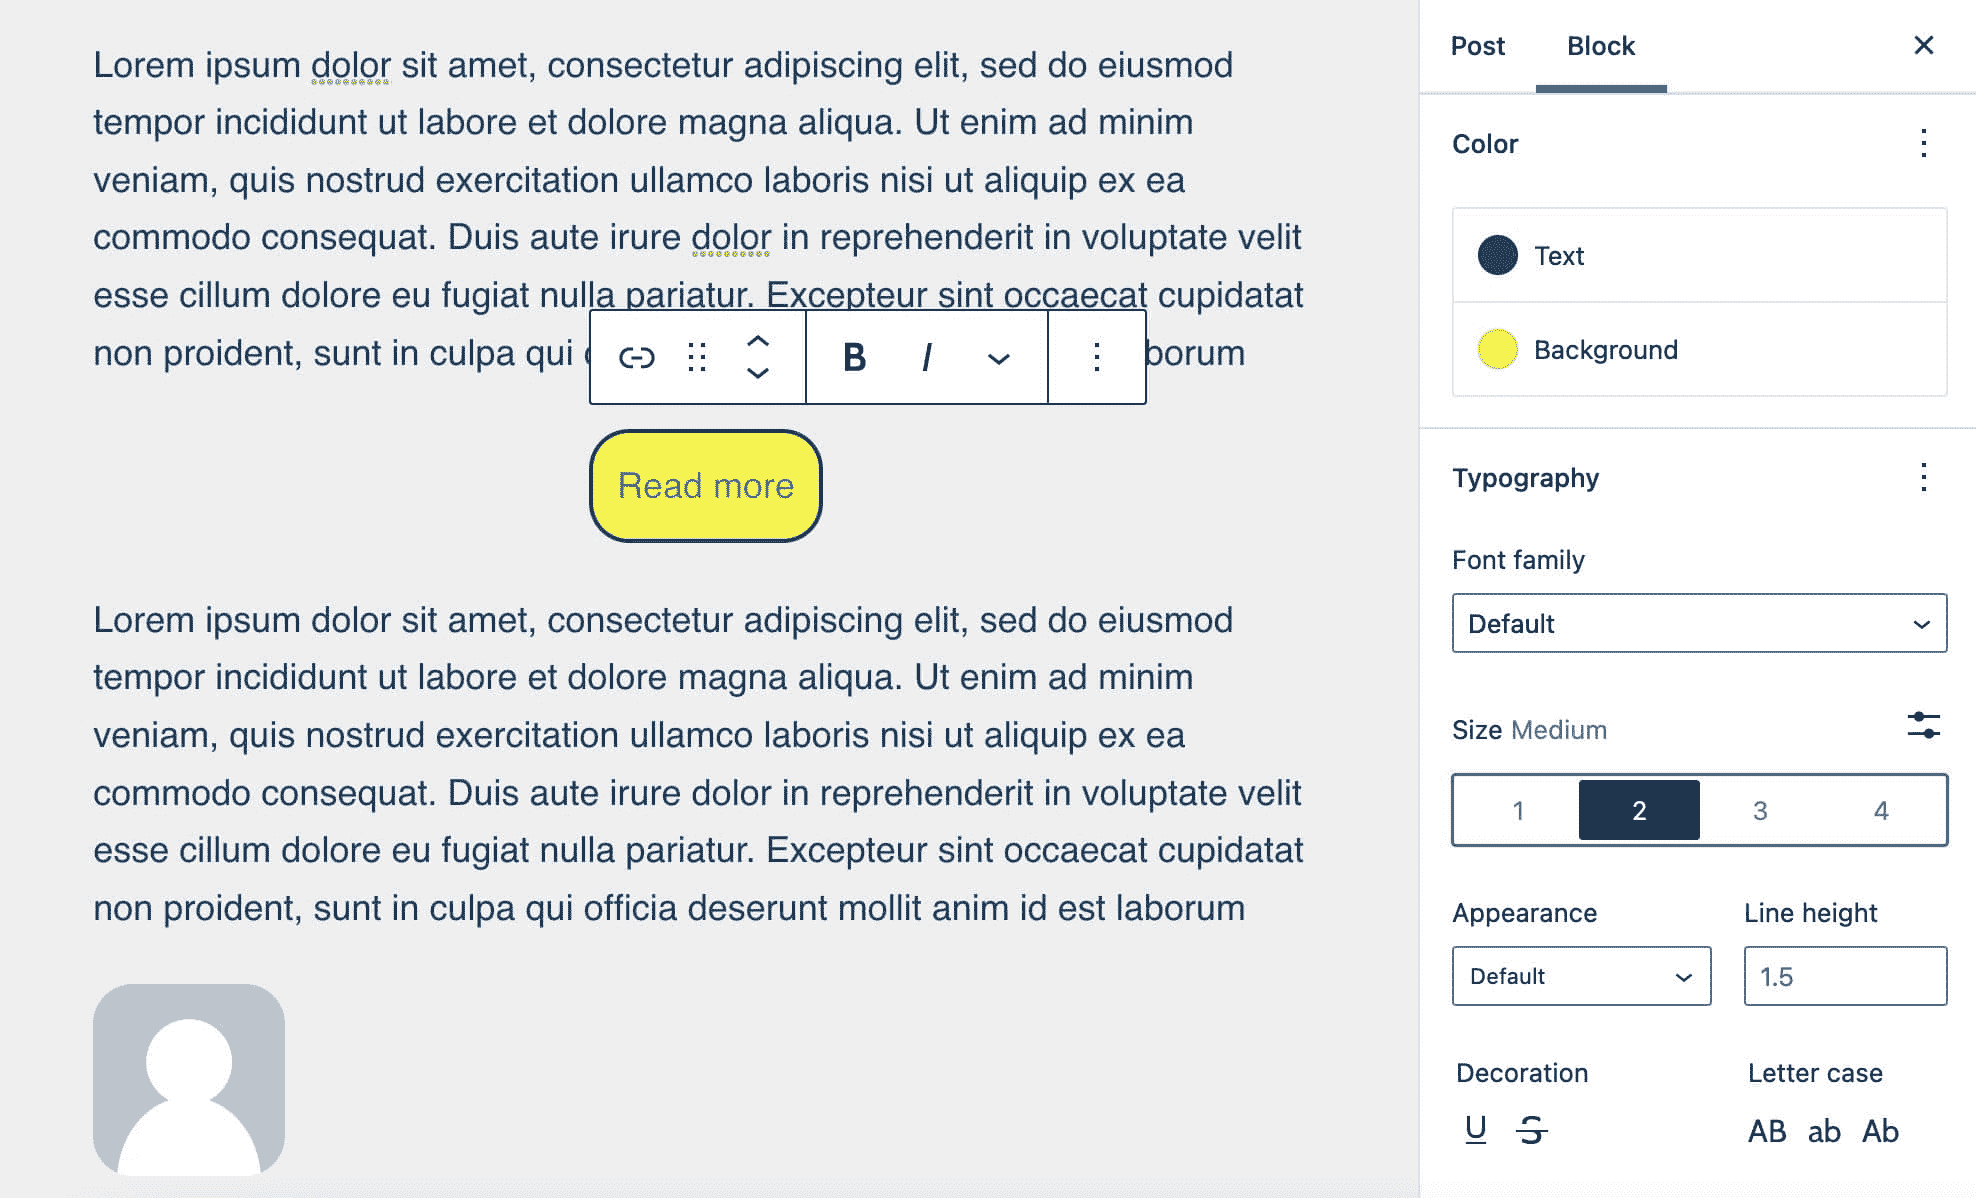 Lorem ipsum dolor sit amet, consectetur adipiscing elit, sed do eiusmod
tempor incididunt ut labore et dolore magna aliqua. Ut enim ad minim
veniam, quis nostrud exercitation ullamco laboris nisi ut aliquip ex ea
commodo consequat. Duis aute irure dolor in reprehenderit in voluptate velit
esse cillum dolore eu fugiat nulla pariatur. Excepteur sint occaecat cupidatat
non proident, sunt in culpa qui borum
B I
Read more
Lorem ipsum dolor sit amet, consectetur adipiscing elit, sed do eiusmod
tempor incididunt ut labore et dolore magna aliqua. Ut enim ad minim
veniam, quis nostrud exercitation ullamco laboris nisi ut aliquip ex ea
commodo consequat. Duis aute irure dolor in reprehenderit in voluptate velit
esse cillum dolore eu fugiat nulla pariatur. Excepteur sint occaecat cupidatat
non proident, sunt in culpa qui officia deserunt mollit anim id est laborum
Post Block
Color
Text
Background
Typography
Font family
Default
Size Medium
1 2 3 4
Appearance Line height
Default 1.5
Decoration Letter case
U S AB ab Ab